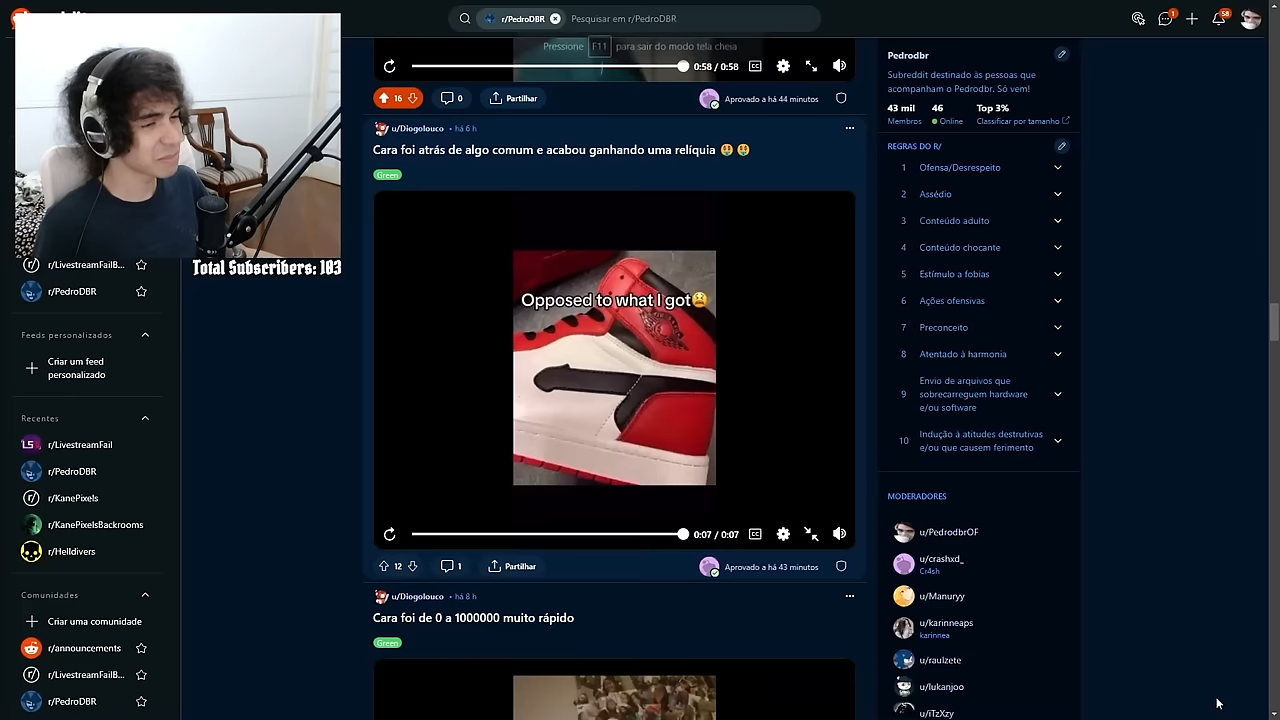 r/PedroDBR
Pesquisar em r/PedroDBR
1
58
Total Subscribers: 183
r/LivestreamFailB...
r/PedroDBR
Feeds personalizados
Criar um feed
personalizado
Recentes
r/LivestreamFail
r/PedroDBR
r/KanePixels
r/KanePixelsBackrooms
r/Helldivers
Comunidades
Criar uma comunidade
r/announcements
r/LivestreamFailB...
r/PedroDBR
Pressione F11 para sair do modo tela cheia
0:58 / 0:58
16
0
Partilhar
Aprovado a há 44 minutos
u/Diogolouco • há 6 h
Cara foi atrás de algo comum e acabou ganhando uma relíquia 🤑 🤑
Green
Opposed to what I got😫
0:07 / 0:07
12
1
Partilhar
Aprovado a há 43 minutos
u/Diogolouco • há 8 h
Cara foi de 0 a 1000000 muito rápido
Green
Pedrodbr
Subreddit destinado às pessoas que
acompanham o Pedrodbr. Só vem!
43 mil 46 Top 3%
Membros Online Classificar por tamanho
REGRAS DO R/
1 Ofensa/Desrespeito
2 Assédio
3 Conteúdo adulto
4 Conteúdo chocante
5 Estímulo a fobias
6 Ações ofensivas
7 Preconceito
8 Atentado à harmonia
9 Envio de arquivos que
sobrecarreguem hardware
e/ou software
10 Indução à atitudes destrutivas
e/ou que causem ferimento
MODERADORES
u/PedrodbrOF
u/crashxd_
Cr4sh
u/Manuryy
u/karinneaps
karinnea
u/raulzete
u/lukanjoo
u/iTzXzy